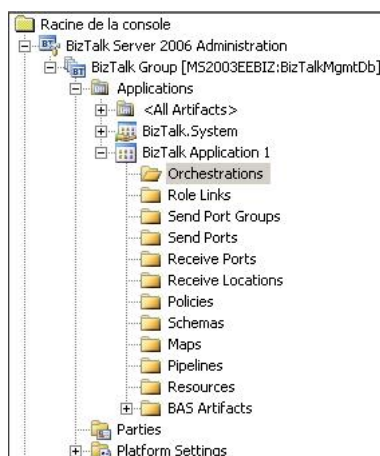 Racine de la console
BizTalk Server 2006 Administration
BizTalk Group [MS2003EEBIZ:BizTalkMgmtDb]
Applications
<All Artifacts>
BizTalk.System
BizTalk Application 1
Orchestrations
Role Links
Send Port Groups
Send Ports
Receive Ports
Receive Locations
Policies
Schemas
Maps
Pipelines
Resources
BAS Artifacts
Parties
Platform Settings